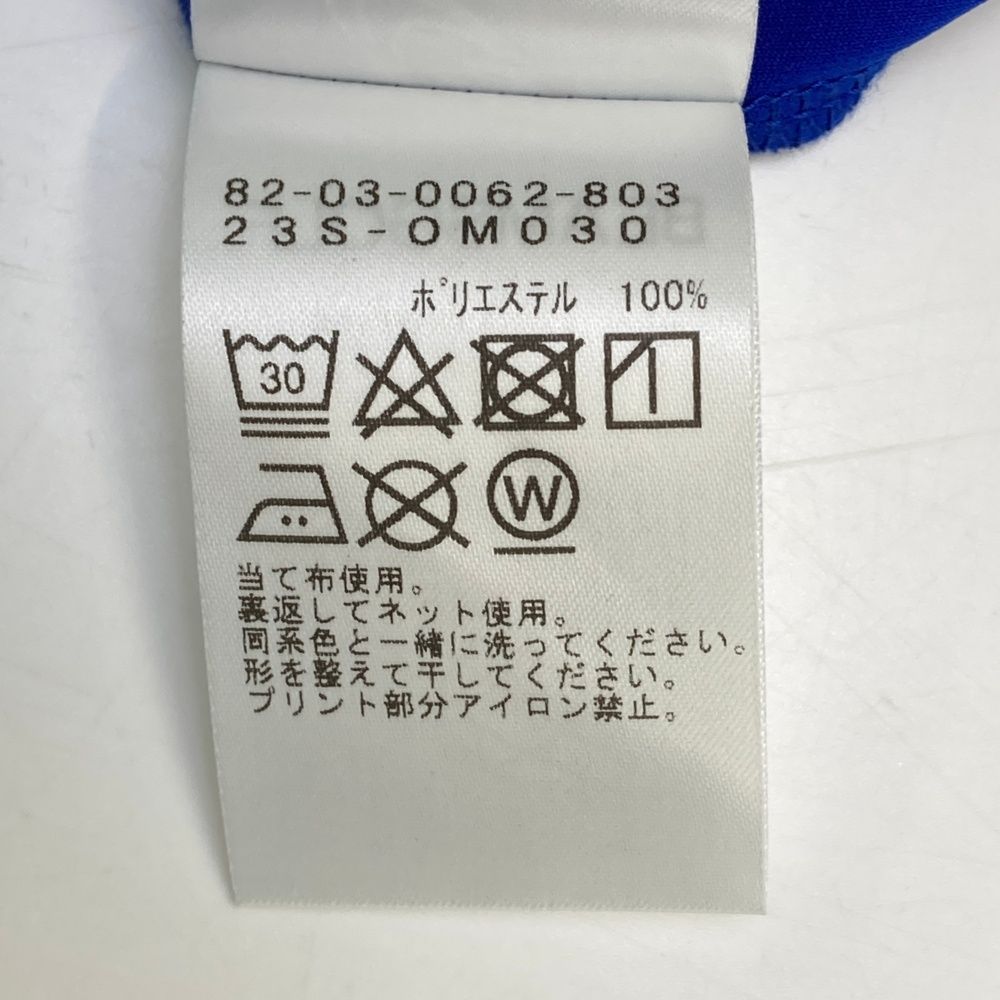 82-03-0062-803
23S-OM030
ポリエステル 100%
30
W
当て布使用。
裏返してネット使用。
同系色と一緒に洗ってください。
形を整えて干してください。
プリント部分アイロン禁止。